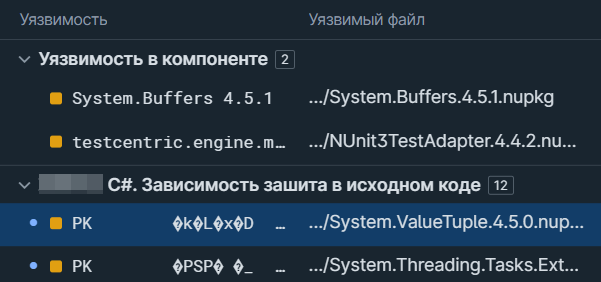 Уязвимость Уязвимый файл
Уязвимость в компоненте 2
System.Buffers 4.5.1 .../System.Buffers.4.5.1.nupkg
testcentric.engine.m... .../NUnit3TestAdapter.4.4.2.nu...
C#. Зависимость зашита в исходном коде 12
PK �k�L�x�D ... .../System.ValueTuple.4.5.0.nup...
PK �PSP� �_ ... .../System.Threading.Tasks.Ext...